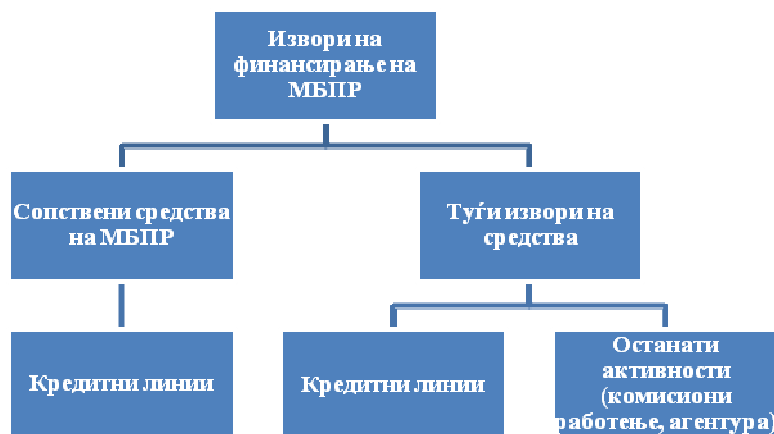 Извори на
финансирање на
МБПР
Сопствени средства
на МБПР
Туѓи извори на
средства
Кредитни линии
Кредитни линии
Останати
активности
(комисиони
работење, агентура)